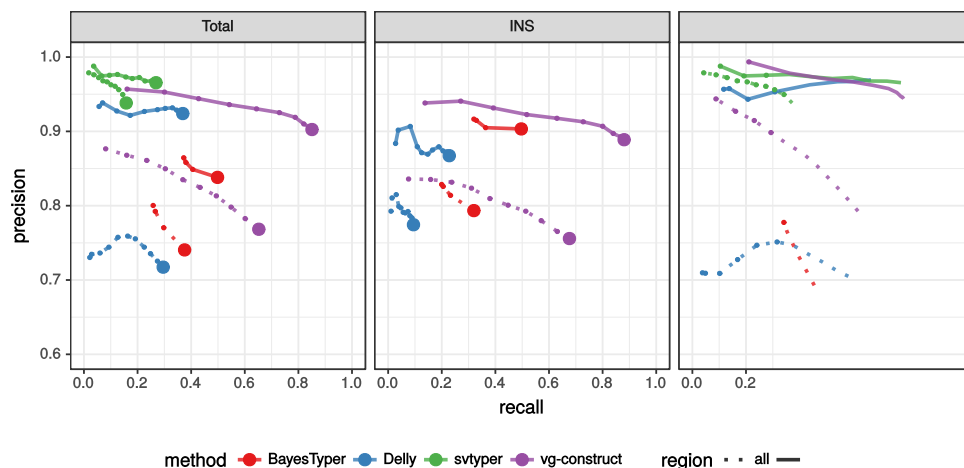 Total INS
1.0
0.9
0.8
0.7
0.6
precision
0.0 0.2 0.4 0.6 0.8 1.0 0.0 0.2 0.4 0.6 0.8 1.0 0.0 0.2
recall
method BayesTyper Delly svtyper vg-construct region all